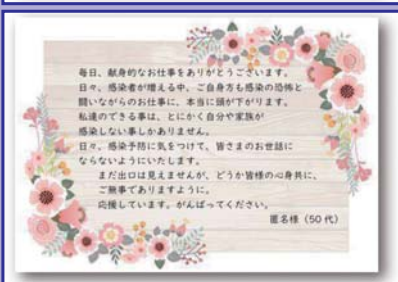 毎日、献身的なお仕事をありがとうございます。
日々、感染者が増える中、ご自身方も感染の恐怖と
闘いながらのお仕事に、本当に頭が下がります。
私達のできる事は、とにかく自分や家族が
感染しない事しかありません。
日々、感染予防に気をつけて、皆さまのお世話に
ならないようにいたします。
まだ出口は見えませんが、どうか皆様の心身共に、
ご無事でありますように。
応援しています。がんばってください。
匿名様（50代）